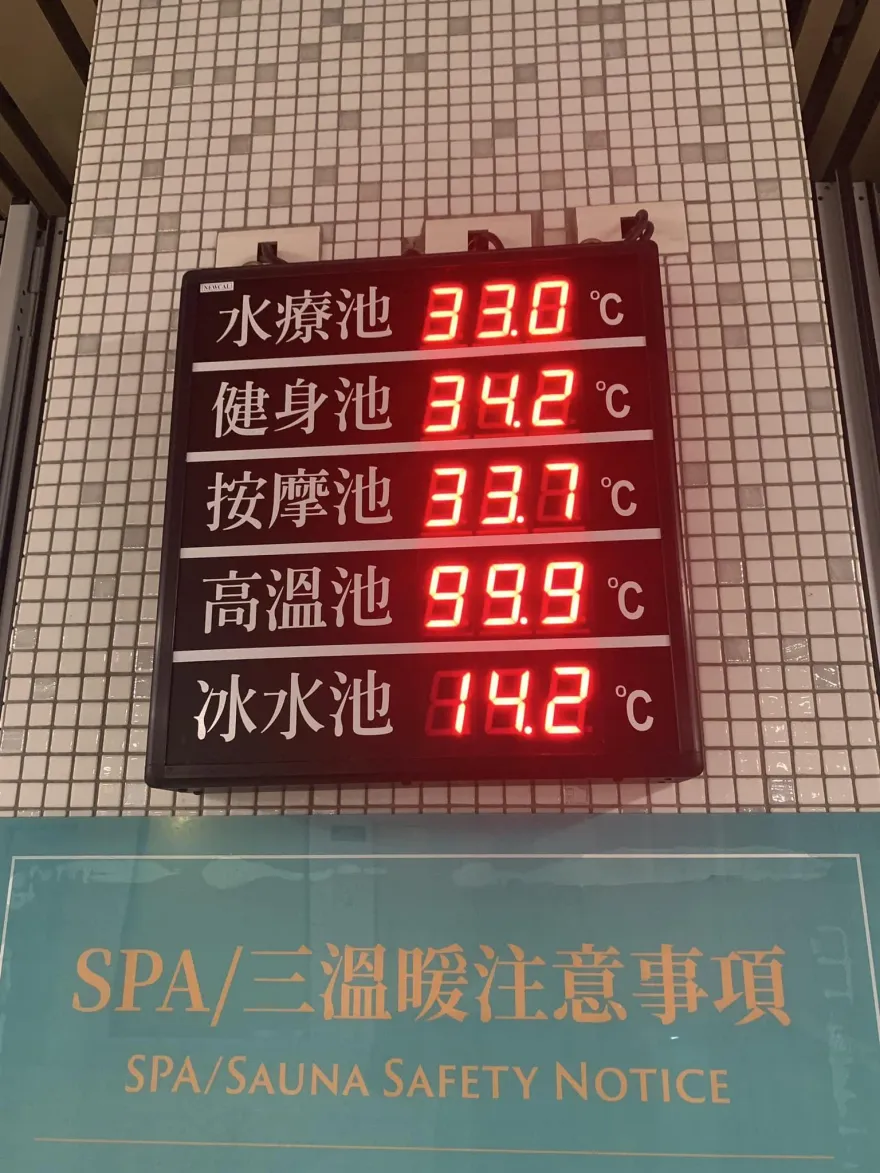 NEWCAL
水療池 33.0 °C
健身池 34.2 °C
按摩池 33.7 °C
高溫池 99.9 °C
冰水池 14.2 °C
SPA/三溫暖注意事項
SPA/SAUNA SAFETY NOTICE